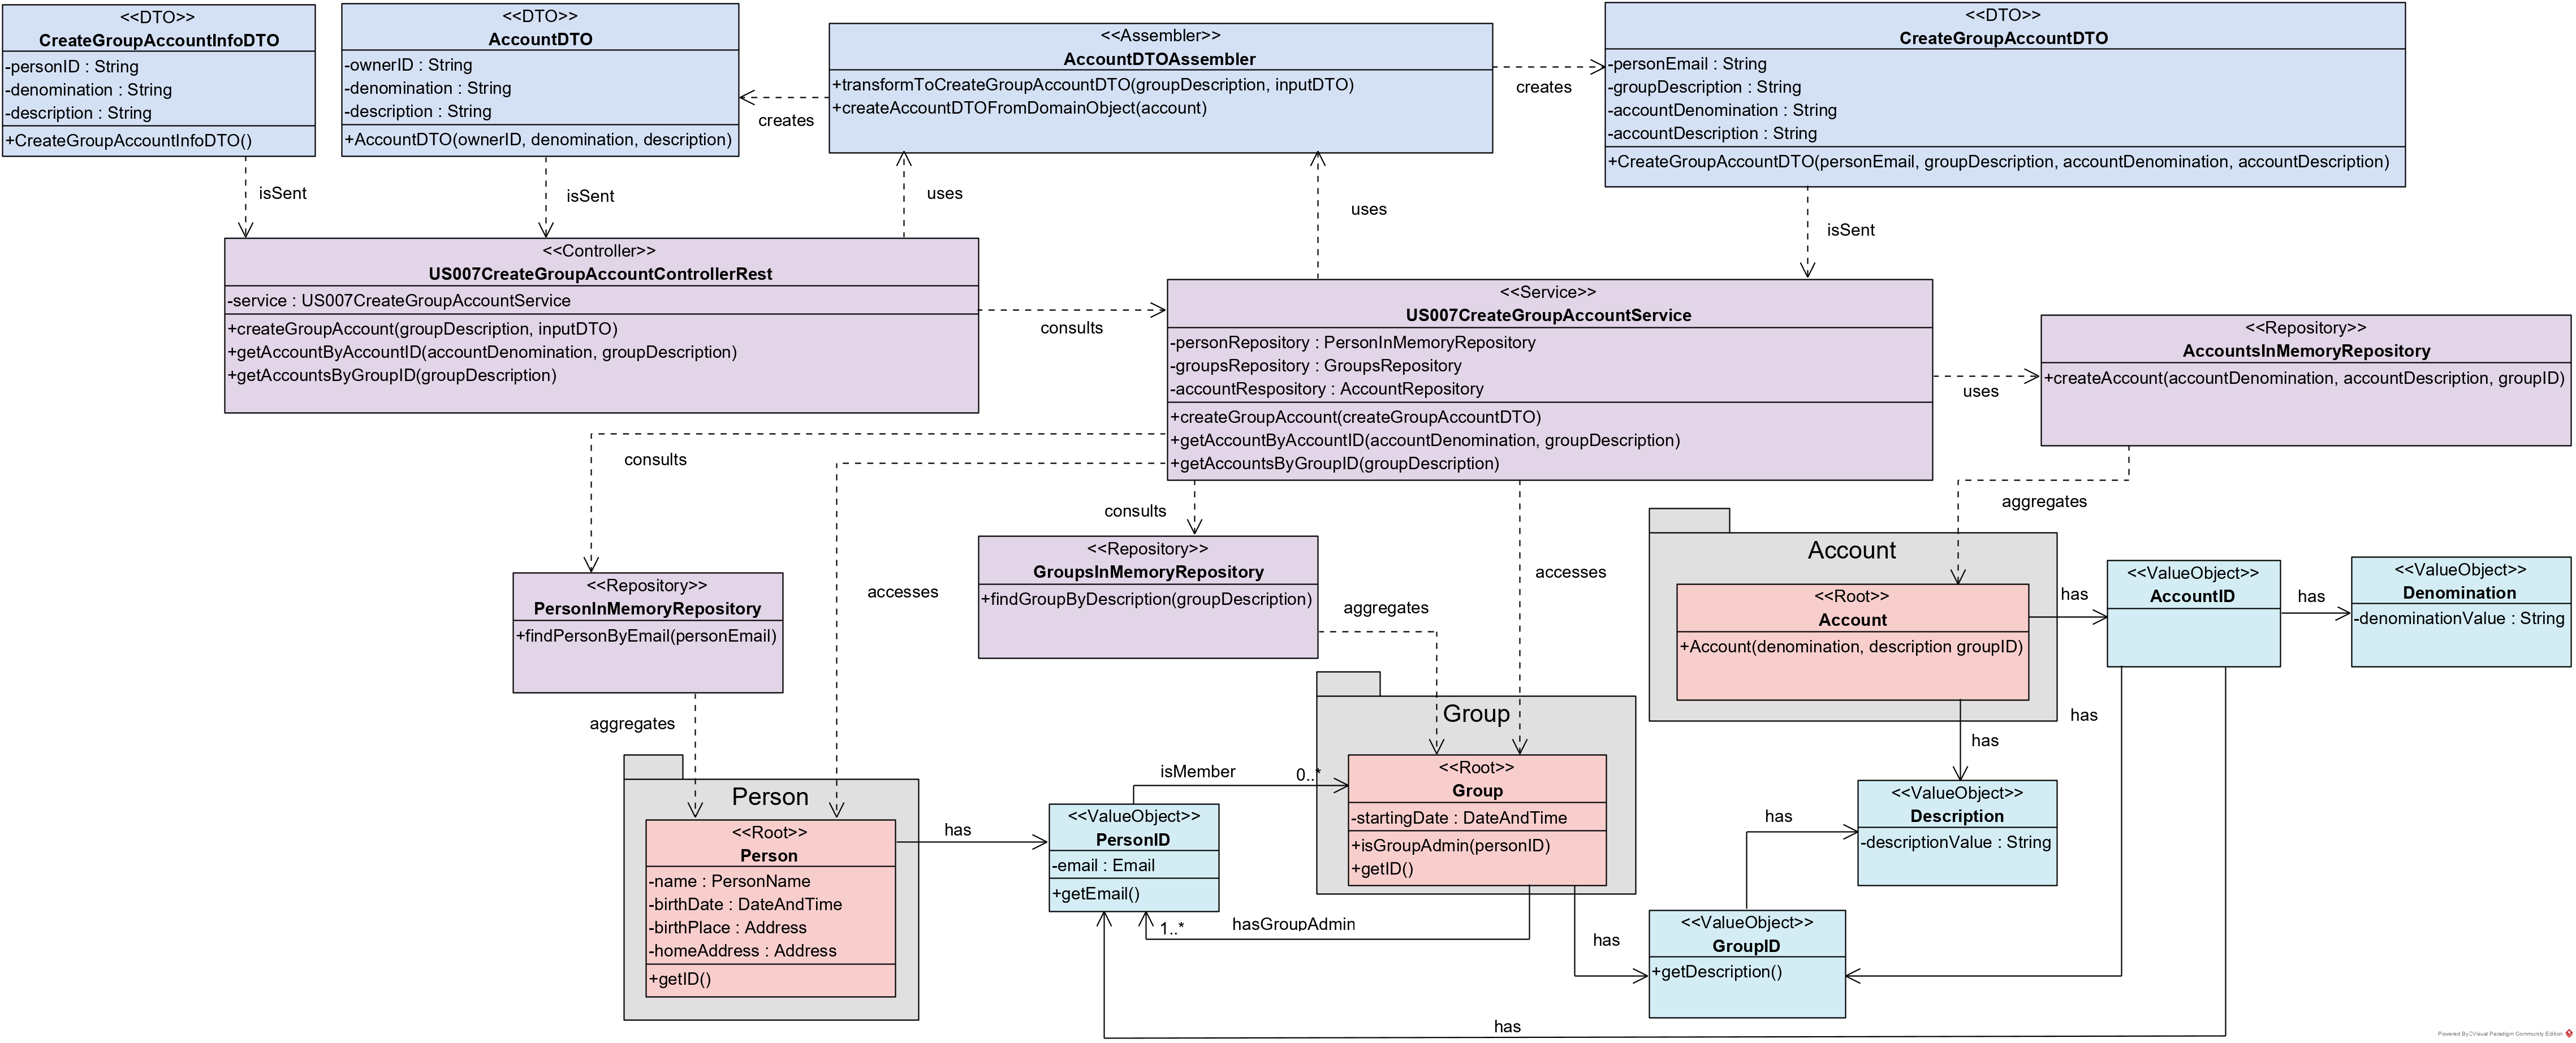 <<DTO>>
CreateGroupAccountInfoDTO
-personID : String
-denomination : String
-description : String
+CreateGroupAccountInfoDTO()
<<DTO>>
AccountDTO
-ownerID : String
-denomination : String
-description : String
+AccountDTO(ownerID, denomination, description)
<<Assembler>>
AccountDTOAssembler
+transformToCreateGroupAccountDTO(groupDescription, inputDTO)
+createAccountDTOFromDomainObject(account)
<<DTO>>
CreateGroupAccountDTO
-personEmail : String
-groupDescription : String
-accountDenomination : String
-accountDescription : String
+CreateGroupAccountDTO(personEmail, groupDescription, accountDenomination, accountDescription)
creates
creates
isSent
isSent
uses
uses
isSent
<<Controller>>
US007CreateGroupAccountControllerRest
-service : US007CreateGroupAccountService
+createGroupAccount(groupDescription, inputDTO)
+getAccountByAccountID(accountDenomination, groupDescription)
+getAccountsByGroupID(groupDescription)
consults
<<Service>>
US007CreateGroupAccountService
-personRepository : PersonInMemoryRepository
-groupsRepository : GroupsRepository
-accountRespository : AccountRepository
+createGroupAccount(createGroupAccountDTO)
+getAccountByAccountID(accountDenomination, groupDescription)
+getAccountsByGroupID(groupDescription)
uses
<<Repository>>
AccountsInMemoryRepository
+createAccount(accountDenomination, accountDescription, groupID)
consults
consults
accesses
accesses
aggregates
<<Repository>>
PersonInMemoryRepository
+findPersonByEmail(personEmail)
<<Repository>>
GroupsInMemoryRepository
+findGroupByDescription(groupDescription)
aggregates
aggregates
Account
<<Root>>
Account
+Account(denomination, description groupID)
has
<<ValueObject>>
AccountID
has
<<ValueObject>>
Denomination
-denominationValue : String
has
has
Person
<<Root>>
Person
-name : PersonName
-birthDate : DateAndTime
-birthPlace : Address
-homeAddress : Address
+getID()
has
<<ValueObject>>
PersonID
-email : Email
+getEmail()
isMember
0..*
Group
<<Root>>
Group
-startingDate : DateAndTime
+isGroupAdmin(personID)
+getID()
1..*
hasGroupAdmin
has
has
<<ValueObject>>
Description
-descriptionValue : String
<<ValueObject>>
GroupID
+getDescription()
has
Powered By Visual Paradigm Community Edition